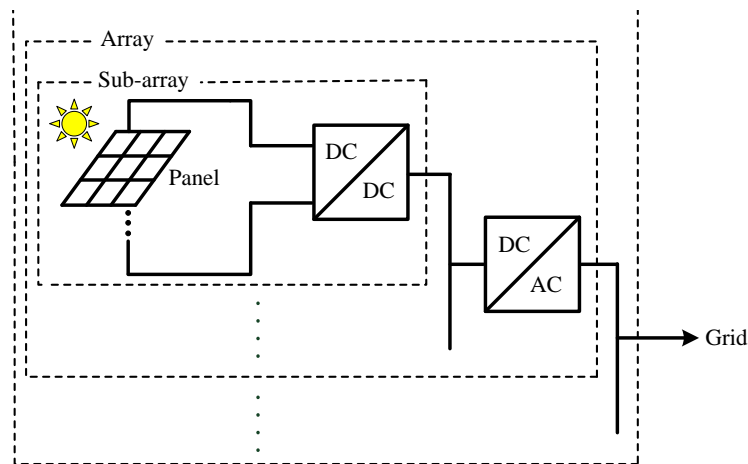 Array
Sub-array
Panel
DC
DC
DC
AC
Grid